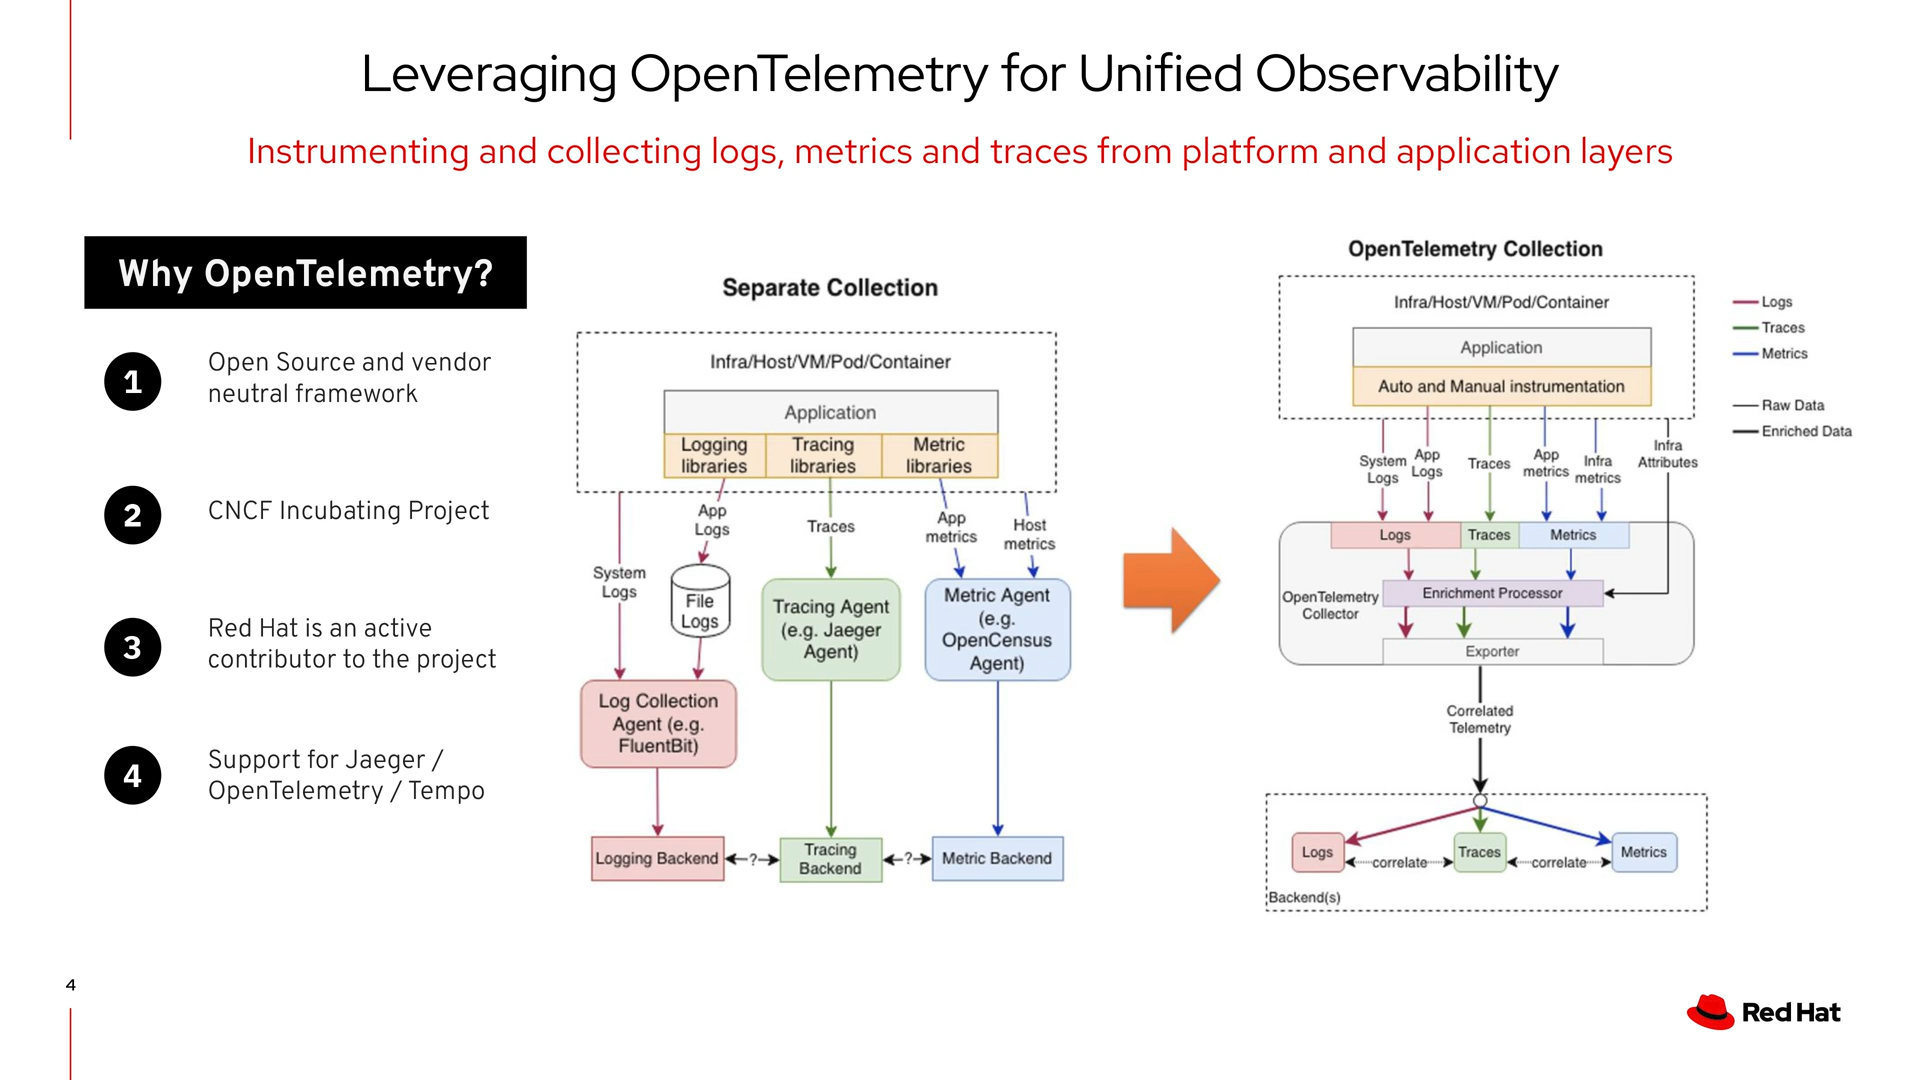 Leveraging OpenTelemetry for Unified Observability
Instrumenting and collecting logs, metrics and traces from platform and application layers
Why OpenTelemetry?
1
Open Source and vendor
neutral framework
2
CNCF Incubating Project
3
Red Hat is an active
contributor to the project
4
Support for Jaeger /
OpenTelemetry / Tempo
Separate Collection
Infra/Host/VM/Pod/Container
Application
Logging
libraries
Tracing
libraries
Metric
libraries
System
Logs
App
Logs
Traces
App
metrics
Host
metrics
File
Logs
Tracing Agent
(e.g. Jaeger
Agent)
Metric Agent
(e.g.
OpenCensus
Agent)
Log Collection
Agent (e.g.
FluentBit)
Logging Backend
?
Tracing
Backend
?
Metric Backend
OpenTelemetry Collection
Infra/Host/VM/Pod/Container
Application
Auto and Manual instrumentation
System
Logs
App
Logs
Traces
App
metrics
Infra
metrics
Infra
Attributes
Logs
Traces
Metrics
OpenTelemetry
Collector
Enrichment Processor
Exporter
Correlated
Telemetry
Logs
correlate
Traces
correlate
Metrics
Backend(s)
Logs
Traces
Metrics
Raw Data
Enriched Data
4
Red Hat